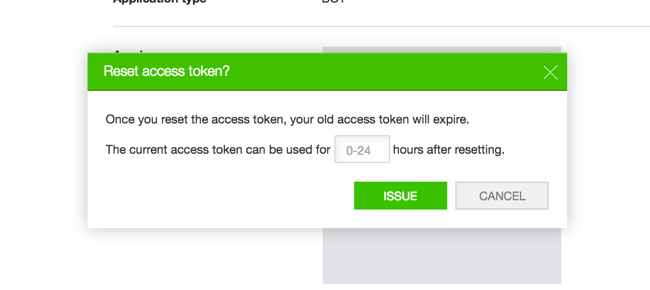 Application type BOT
Reset access token?
Once you reset the access token, your old access token will expire.
The current access token can be used for 0-24 hours after resetting.
ISSUE CANCEL